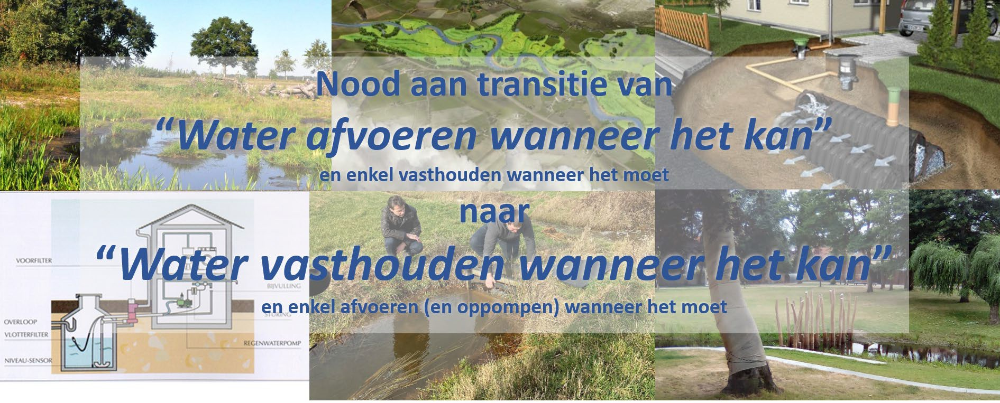 Nood aan transitie van
“Water afvoeren wanneer het kan”
en enkel vasthouden wanneer het moet
naar
“Water vasthouden wanneer het kan”
en enkel afvoeren (en oppompen) wanneer het moet
VOORFILTER
BIJVULLING
STURING
OVERLOOP
VLOTTERFILTER
REGENWATERPOMP
NIVEAU-SENSOR